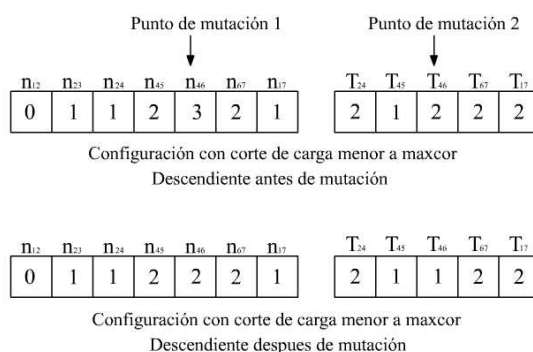 Punto de mutación 1 Punto de mutación 2
n12 n23 n24 n45 n46 n67 n17 T24 T45 T46 T67 T17
0 1 1 2 3 2 1 2 1 2 2 2
Configuración con corte de carga menor a maxcor
Descendiente antes de mutación
n12 n23 n24 n45 n46 n67 n17 T24 T45 T46 T67 T17
0 1 1 2 2 2 1 2 1 1 2 2
Configuración con corte de carga menor a maxcor
Descendiente despues de mutación